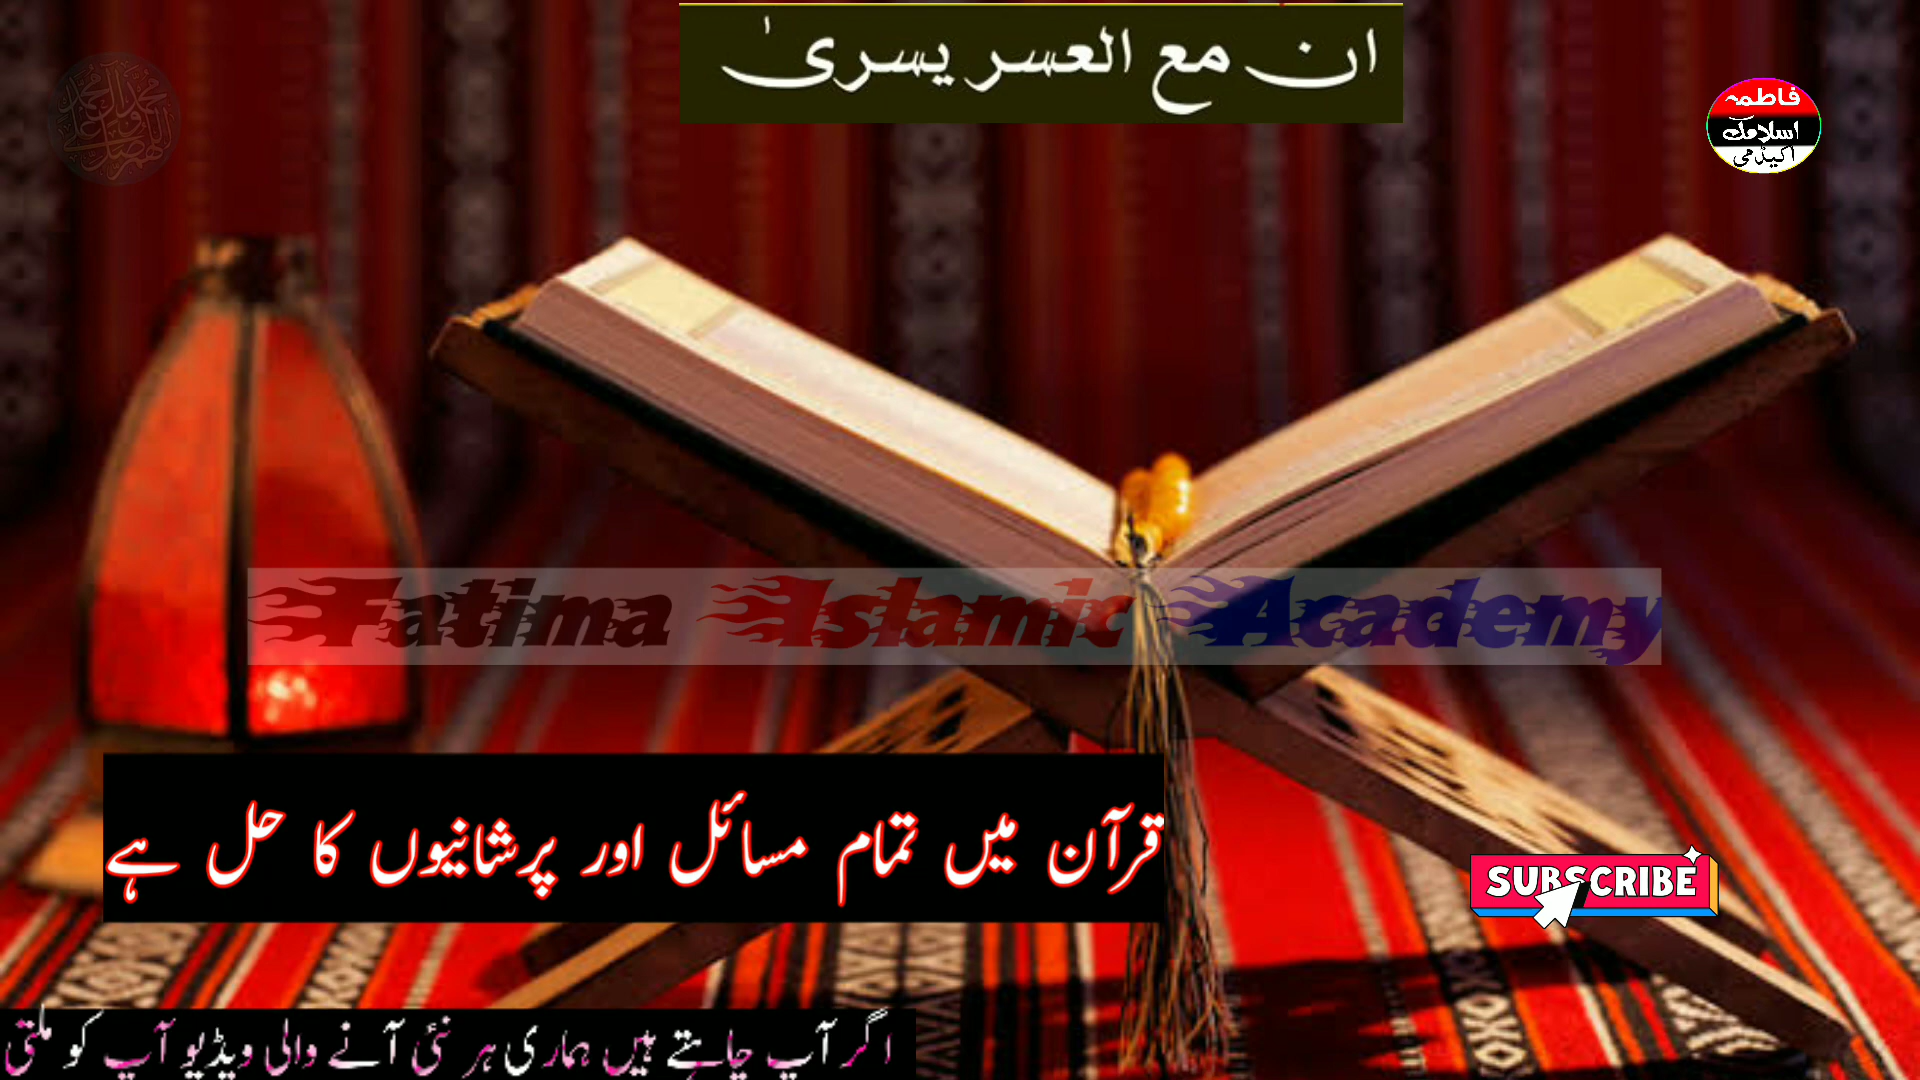 ان مع العسر یسریٰ
فاطمہ
اسلامک
اکیڈمی
Fatima Islamic Academy
قرآن میں تمام مسائل اور پرشانیوں کا حل ہے
SUBSCRIBE
اگر آپ چاہتے ہیں ہماری ہر نئی آنے والی ویڈیو آپ کو ملتی